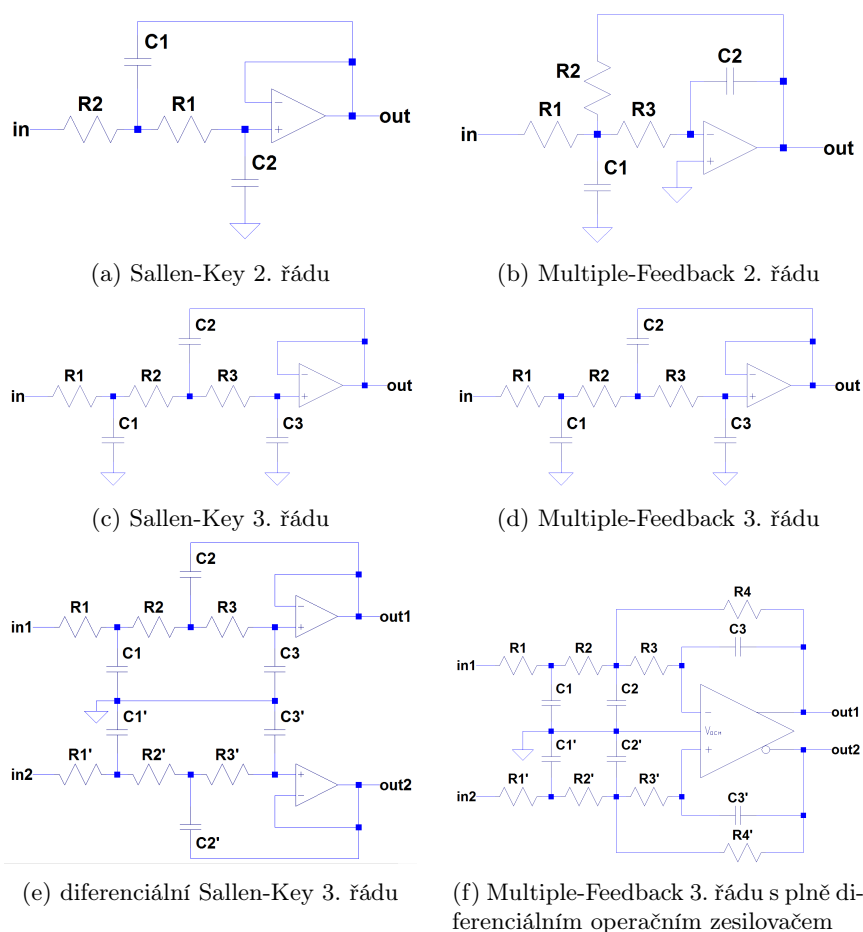 C1
R2 R1
in
out
C2
(a) Sallen-Key 2. řádu
R2
C2
R1 R3
in
out
C1
(b) Multiple-Feedback 2. řádu
C2
R1 R2 R3
in
out
C1
C3
(c) Sallen-Key 3. řádu
C2
R1 R2 R3
in
out
C1
C3
(d) Multiple-Feedback 3. řádu
C2
R1 R2 R3
in1
out1
C1
C3
C1'
C3'
R1' R2' R3'
in2
out2
C2'
(e) diferenciální Sallen-Key 3. řádu
R4
C3
R1 R2 R3
in1
C1 C2
Vocm
out1
out2
C1' C2'
R1' R2' R3'
in2
C3'
R4'
(f) Multiple-Feedback 3. řádu s plně di-
ferenciálním operačním zesilovačem